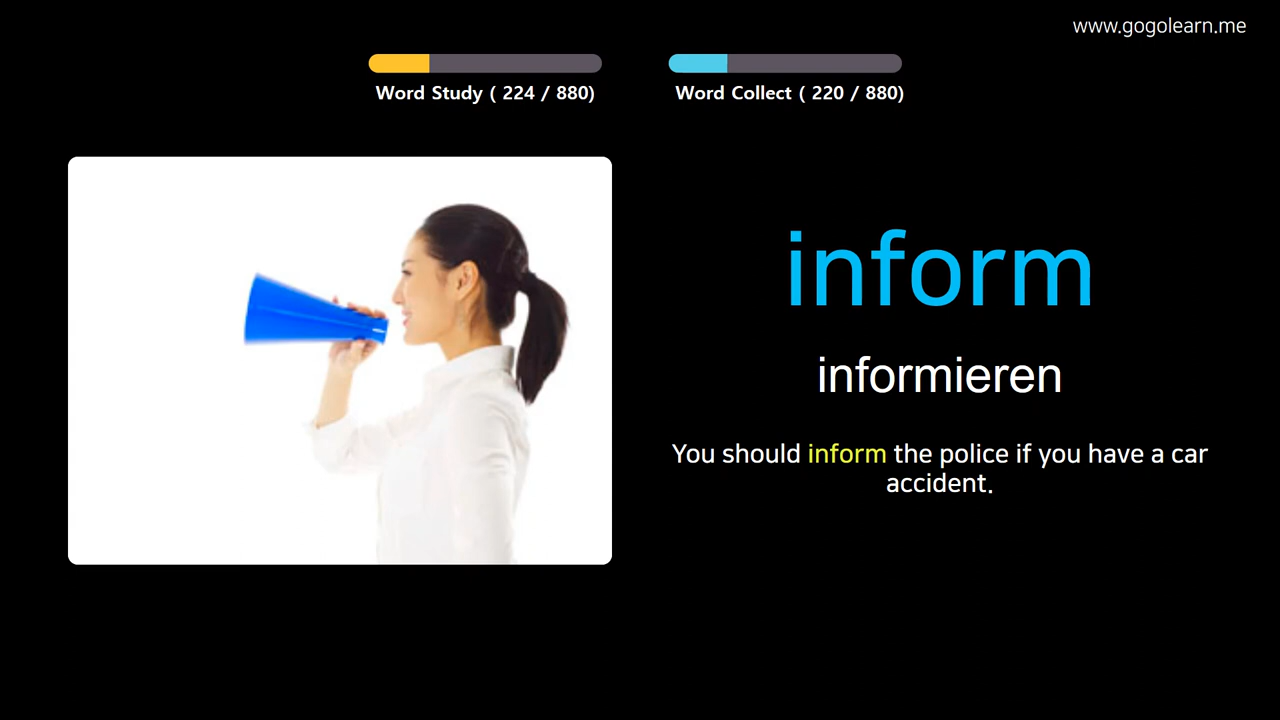 www.gogolearn.me
Word Study ( 224 / 880)
Word Collect ( 220 / 880)
inform
informieren
You should inform the police if you have a car
accident.